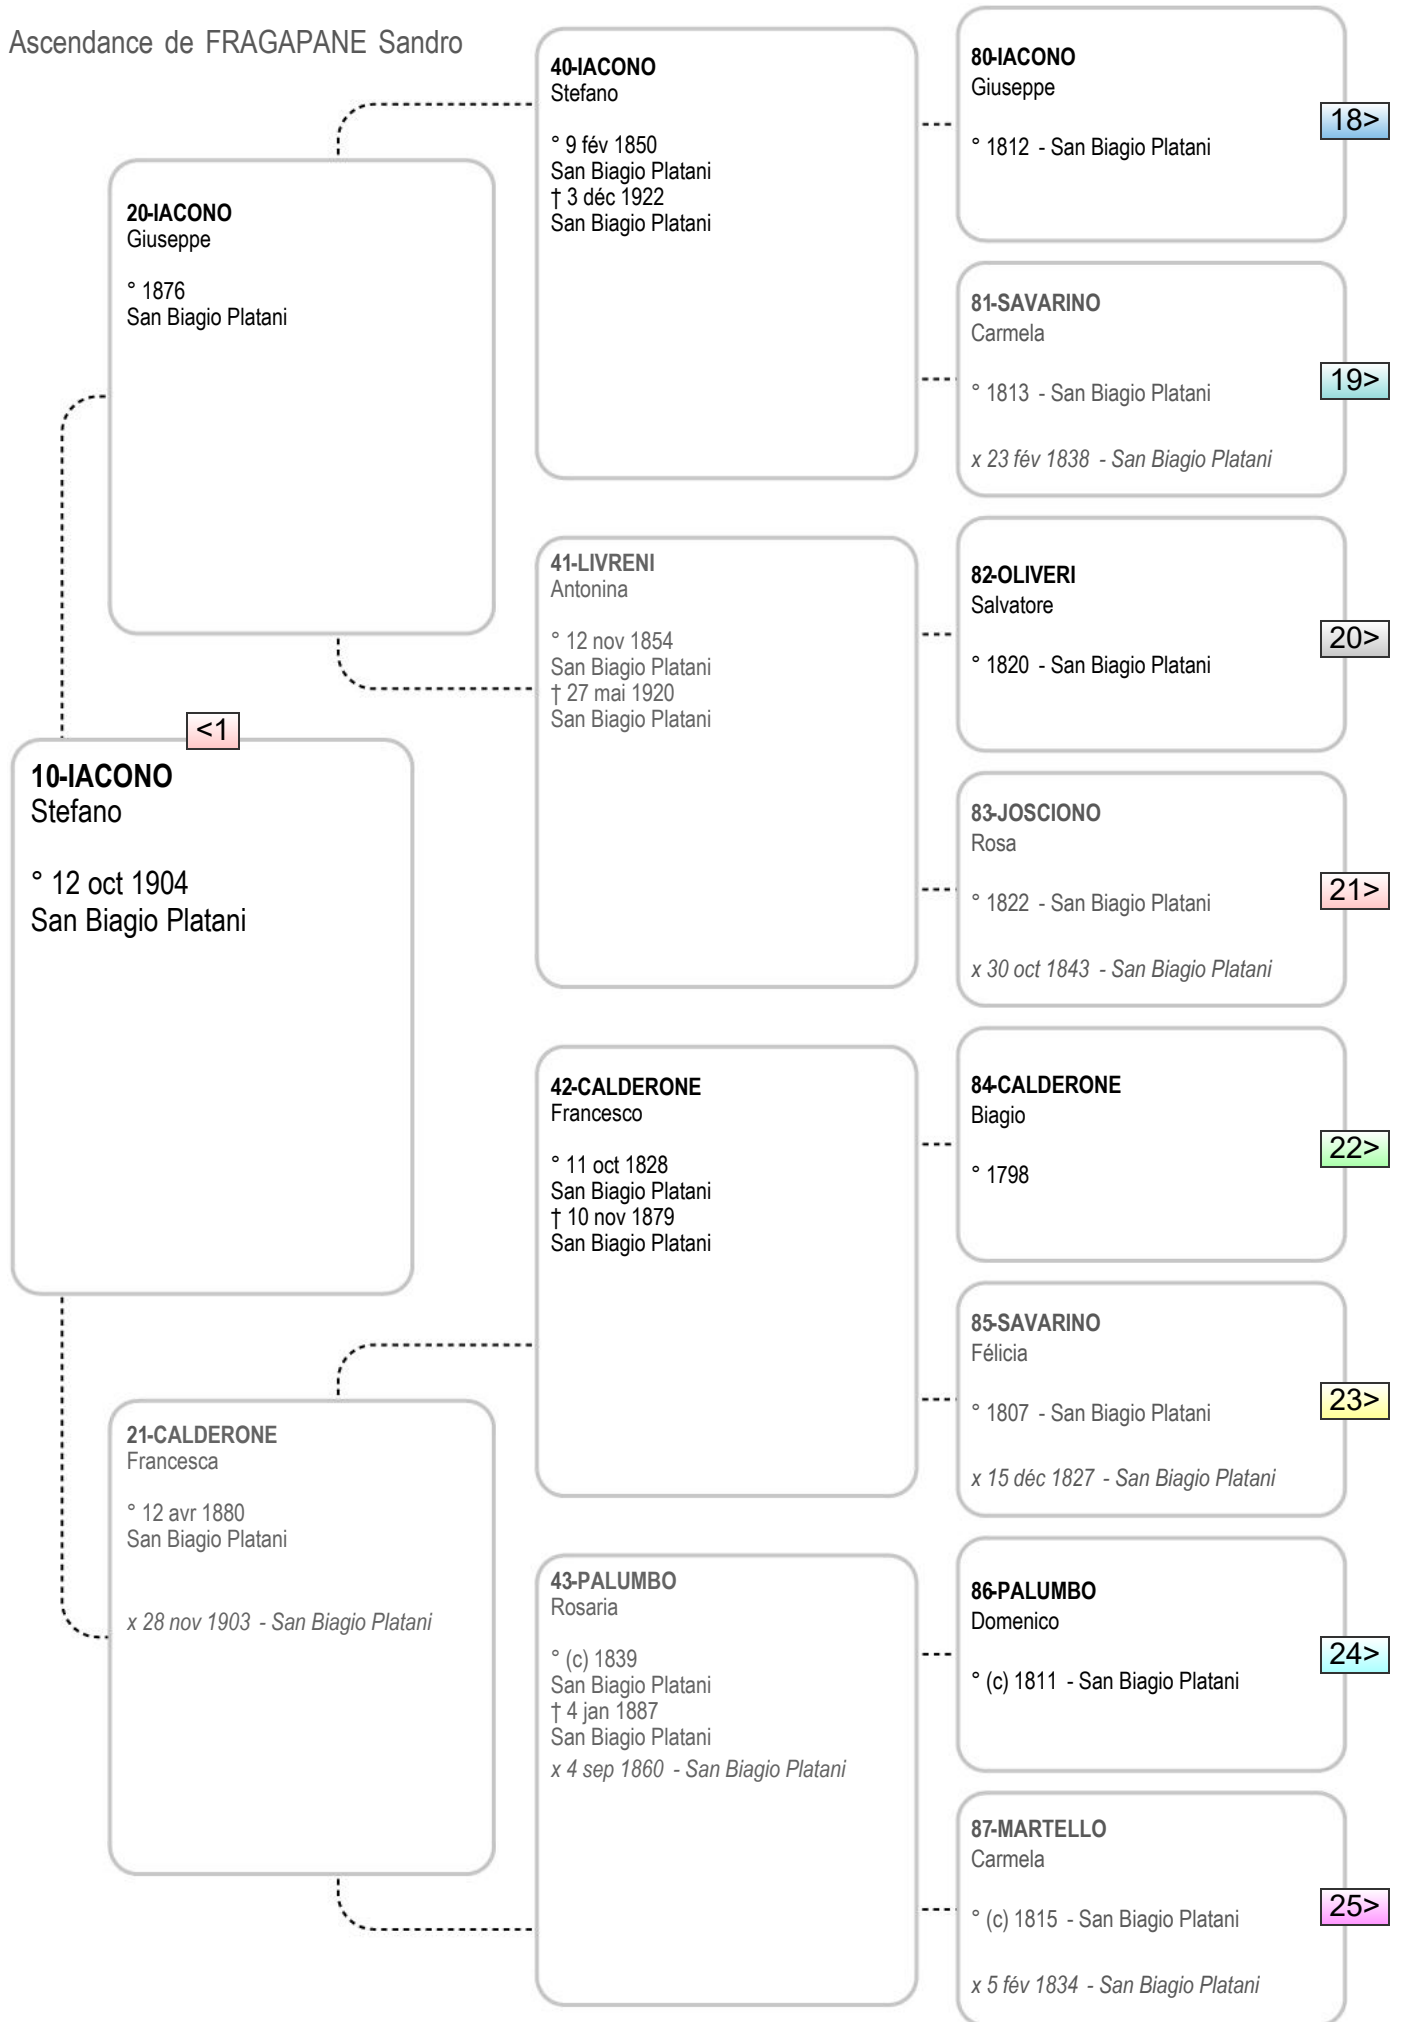 Ascendance de FRAGAPANE Sandro
<1
10-IACONO
Stefano
° 12 oct 1904
San Biagio Platani
20-IACONO
Giuseppe
° 1876
San Biagio Platani
21-CALDERONE
Francesca
° 12 avr 1880
San Biagio Platani
x 28 nov 1903 - San Biagio Platani
40-IACONO
Stefano
° 9 fév 1850
San Biagio Platani
† 3 déc 1922
San Biagio Platani
41-LIVRENI
Antonina
° 12 nov 1854
San Biagio Platani
† 27 mai 1920
San Biagio Platani
42-CALDERONE
Francesco
° 11 oct 1828
San Biagio Platani
† 10 nov 1879
San Biagio Platani
43-PALUMBO
Rosaria
° (c) 1839
San Biagio Platani
† 4 jan 1887
San Biagio Platani
x 4 sep 1860 - San Biagio Platani
80-IACONO
Giuseppe
° 1812 - San Biagio Platani
18>
81-SAVARINO
Carmela
° 1813 - San Biagio Platani
x 23 fév 1838 - San Biagio Platani
19>
82-OLIVERI
Salvatore
° 1820 - San Biagio Platani
20>
83-JOSCIONO
Rosa
° 1822 - San Biagio Platani
x 30 oct 1843 - San Biagio Platani
21>
84-CALDERONE
Biagio
° 1798
22>
85-SAVARINO
Félicia
° 1807 - San Biagio Platani
x 15 déc 1827 - San Biagio Platani
23>
86-PALUMBO
Domenico
° (c) 1811 - San Biagio Platani
24>
87-MARTELLO
Carmela
° (c) 1815 - San Biagio Platani
x 5 fév 1834 - San Biagio Platani
25>